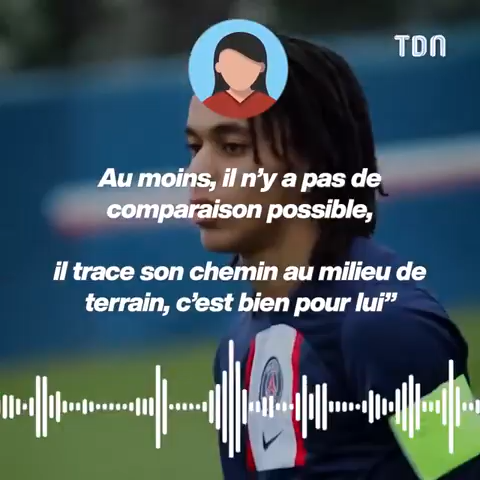 TDN
Au moins, il n’y a pas de
comparaison possible,
il trace son chemin au milieu de
terrain, c’est bien pour lui”